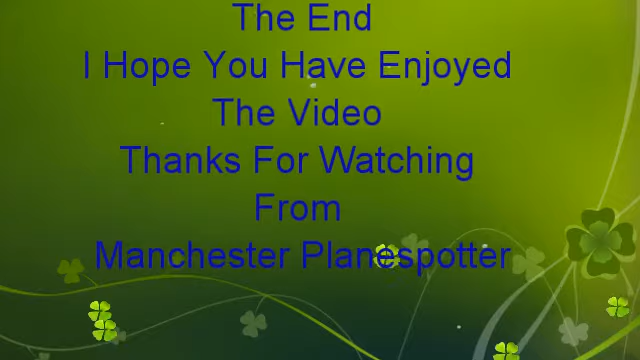 The End
I Hope You Have Enjoyed
The Video
Thanks For Watching
From
Manchester Planespotter